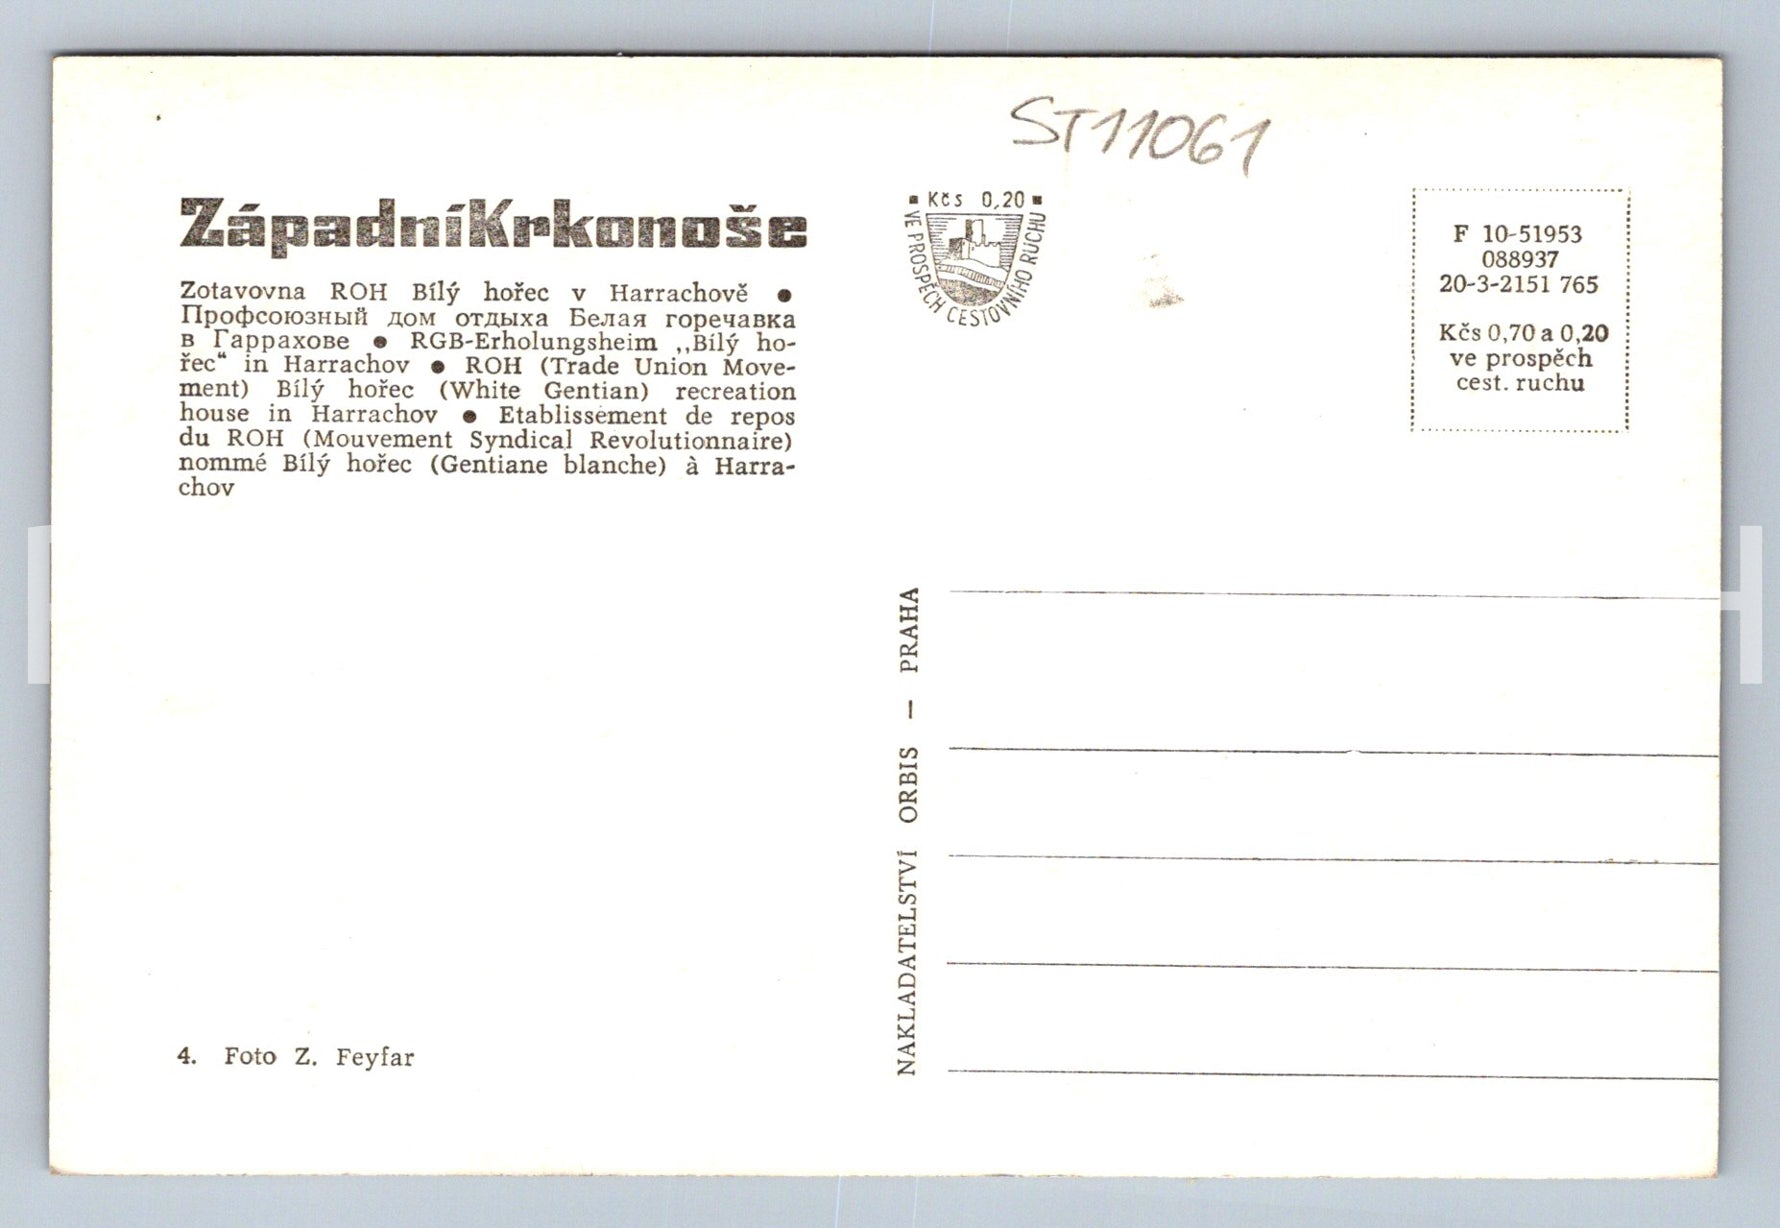 ST11061
ZápadníKrkonoše
Zotavovna ROH Bílý hořec v Harrachově ●
Профсоюзный дом отдыха Белая горечавка
в Гаррахове ● RGB-Erholungsheim „Bílý ho-
řec“ in Harrachov ● ROH (Trade Union Move-
ment) Bílý hořec (White Gentian) recreation
house in Harrachov ● Etablissement de repos
du ROH (Mouvement Syndical Revolutionnaire)
nommé Bílý hořec (Gentiane blanche) à Harra-
chov
4. Foto Z. Feyfar
Kčs 0,20
VE PROSPĚCH CESTOVNÍHO RUCHU
NAKLADATELSTVÍ ORBIS — PRAHA
F 10-51953
088937
20-3-2151 765
Kčs 0,70 a 0,20
ve prospěch
cest. ruchu